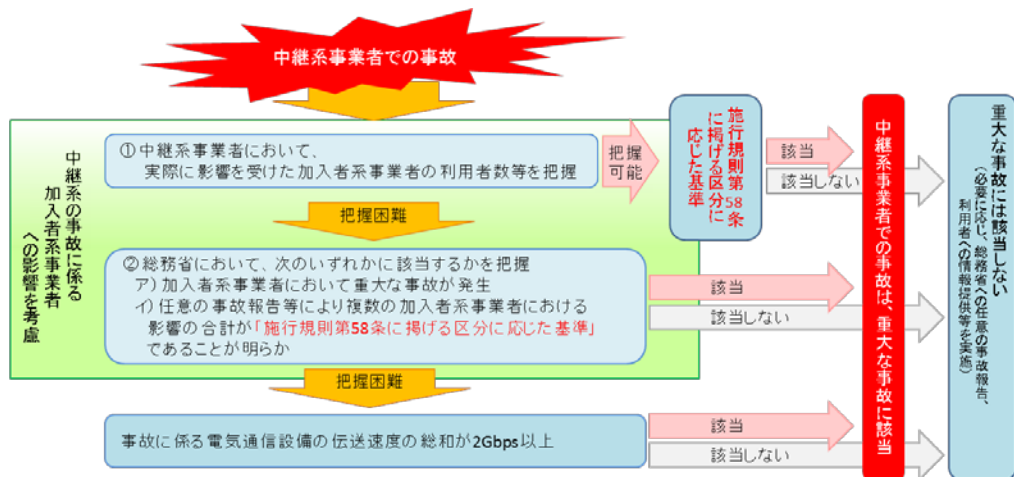 中継系事業者での事故
中継系の事故に係る
加入者系事業者
への影響を考慮
①中継系事業者において、
実際に影響を受けた加入者系事業者の利用者数等を把握
把握
可能
施行規則第58条
に掲げる区分に
応じた基準
該当
該当しない
把握困難
②総務省において、次のいずれかに該当するかを把握
ア）加入者系事業者において重大な事故が発生
イ）任意の事故報告等により複数の加入者系事業者における
影響の合計が「施行規則第58条に掲げる区分に応じた基準」
であることが明らか
該当
該当しない
把握困難
事故に係る電気通信設備の伝送速度の総和が2Gbps以上
該当
該当しない
中継系事業者での事故は、重大な事故に該当
重大な事故には該当しない
（必要に応じ、総務省への任意の事故報告、
利用者への情報提供等を実施）